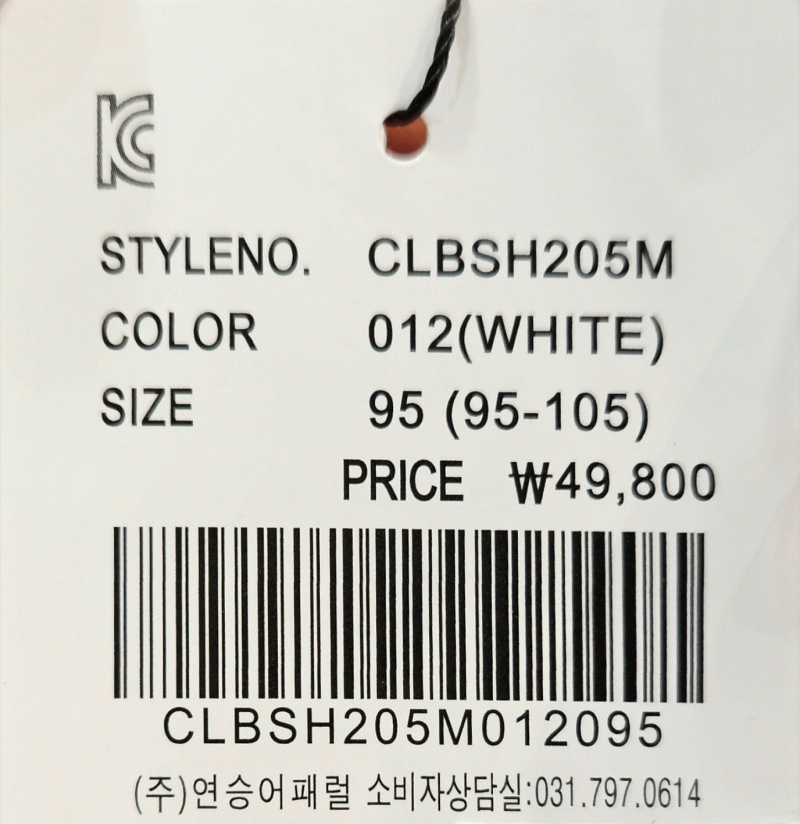 KC
STYLENO. CLBSH205M
COLOR 012(WHITE)
SIZE 95 (95-105)
PRICE ₩49,800
CLBSH205M012095
(주)연승어패럴 소비자상담실:031.797.0614